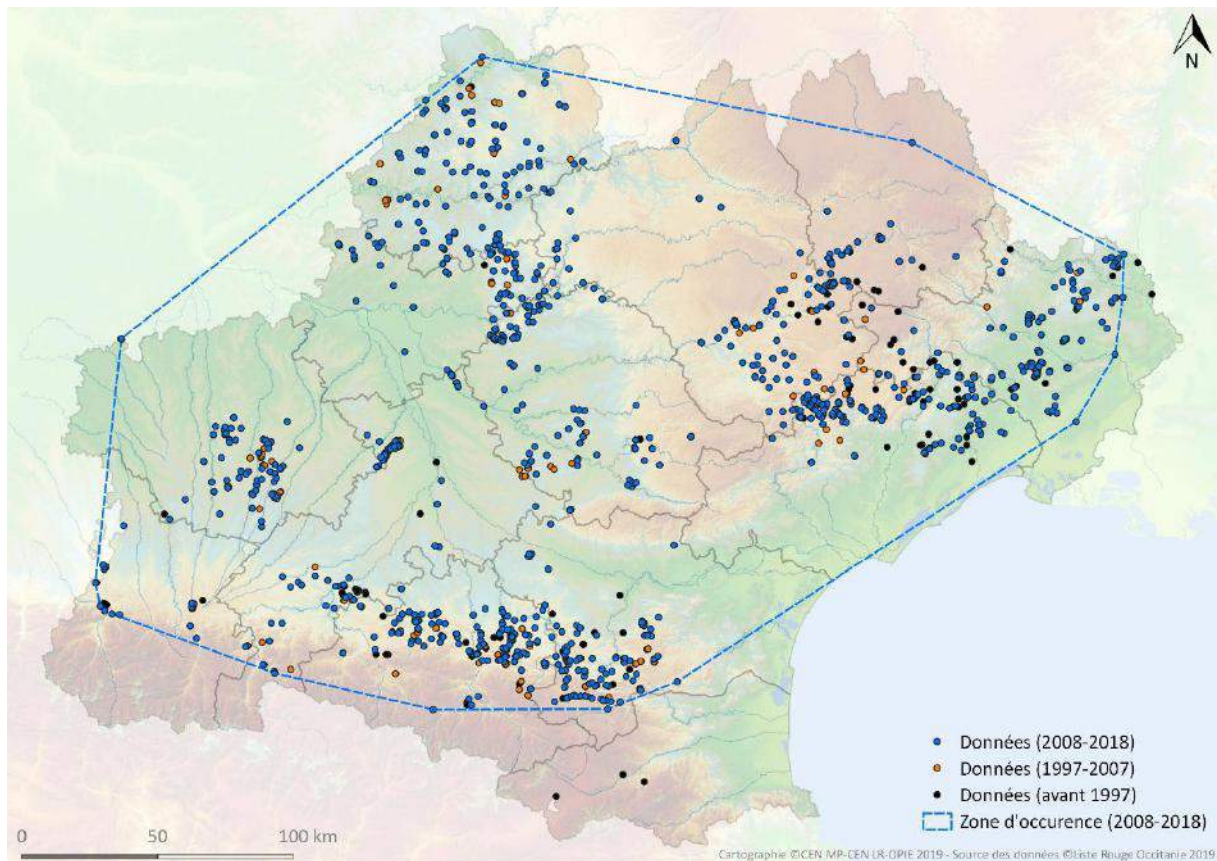 N
Données (2008-2018)
Données (1997-2007)
Données (avant 1997)
Zone d'occurence (2008-2018)
0 50 100 km
Cartographie ©CEN MP-CEN LR-OPIE 2019 - Source des données ©Liste Rouge Occitanie 2019